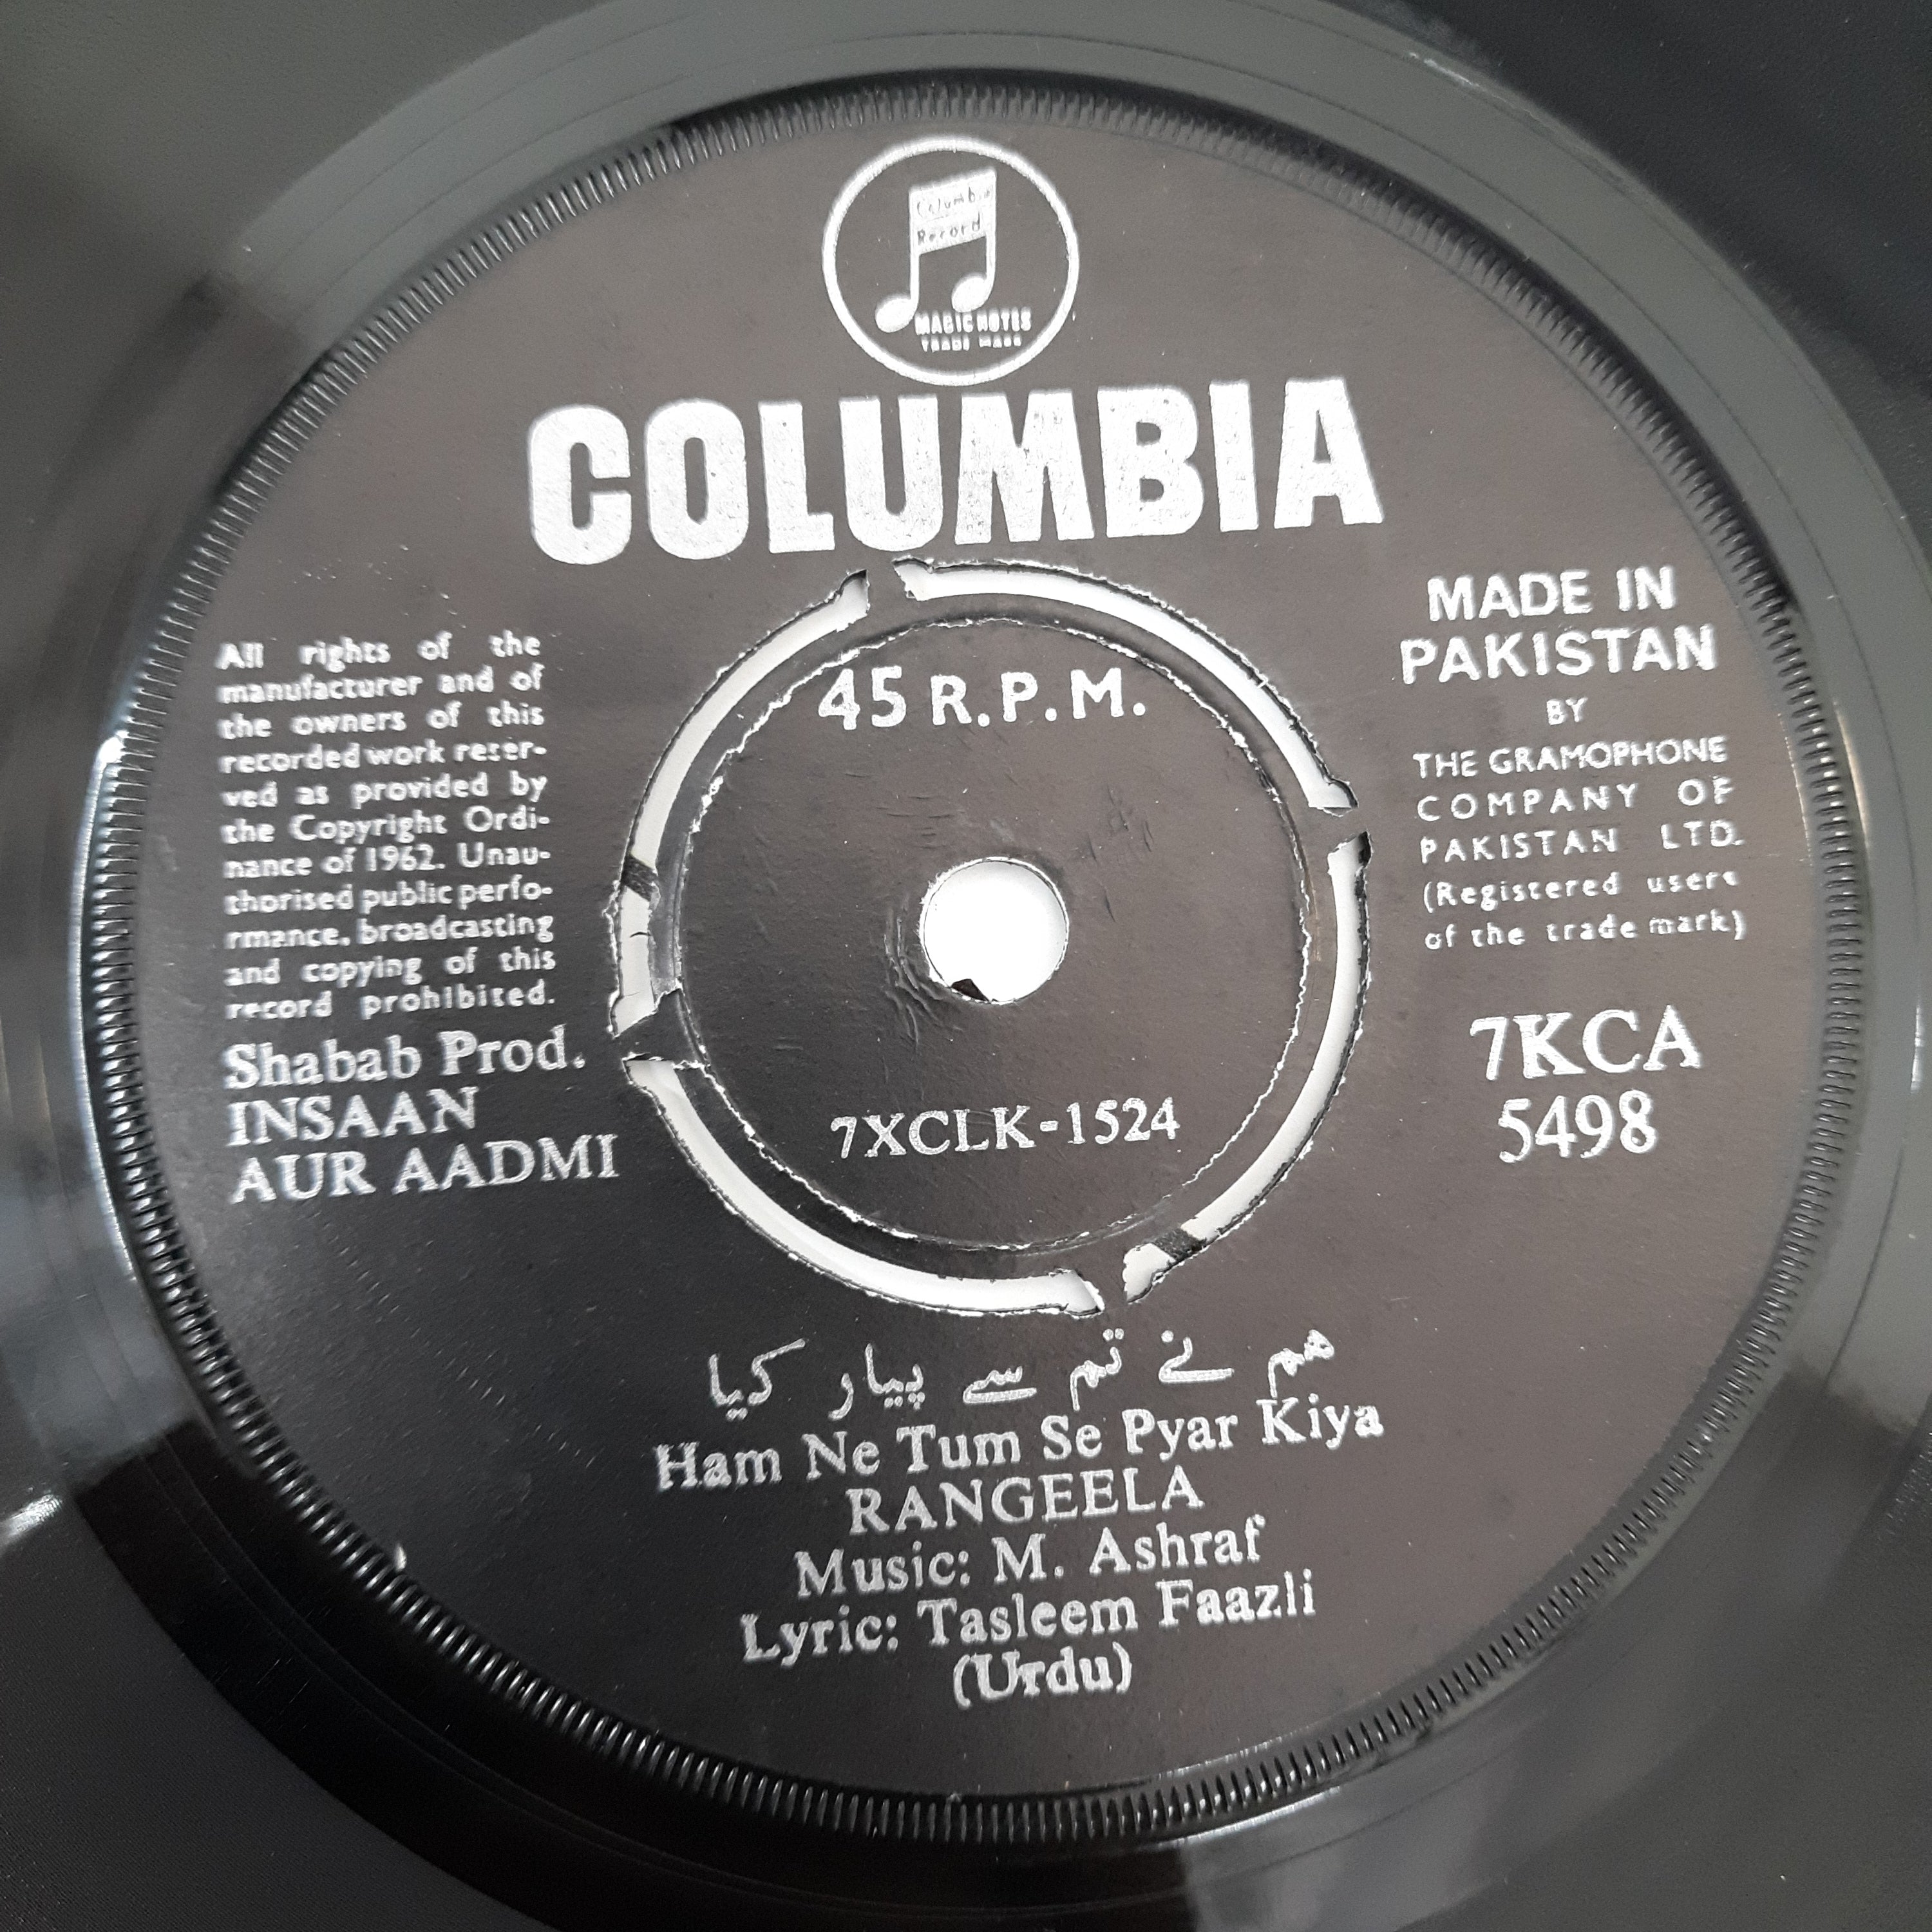 Columbia
Record
MAGIC NOTES
TRADE MARK
COLUMBIA
45 R.P.M.
All rights of the
manufacturer and of
the owners of this
recorded work reser-
ved as provided by
the Copyright Ordi-
nance of 1962. Unau-
thorised public perfo-
rmance, broadcasting
and copying of this
record prohibited.
Shabab Prod.
INSAAN
AUR AADMI
MADE IN
PAKISTAN
BY
THE GRAMOPHONE
COMPANY OF
PAKISTAN LTD.
(Registered users
of the trade mark)
7KCA
5498
7XCLK-1524
هم نے تم سے پیار کیا
Ham Ne Tum Se Pyar Kiya
RANGEELA
Music: M. Ashraf
Lyric: Tasleem Faazli
(Urdu)